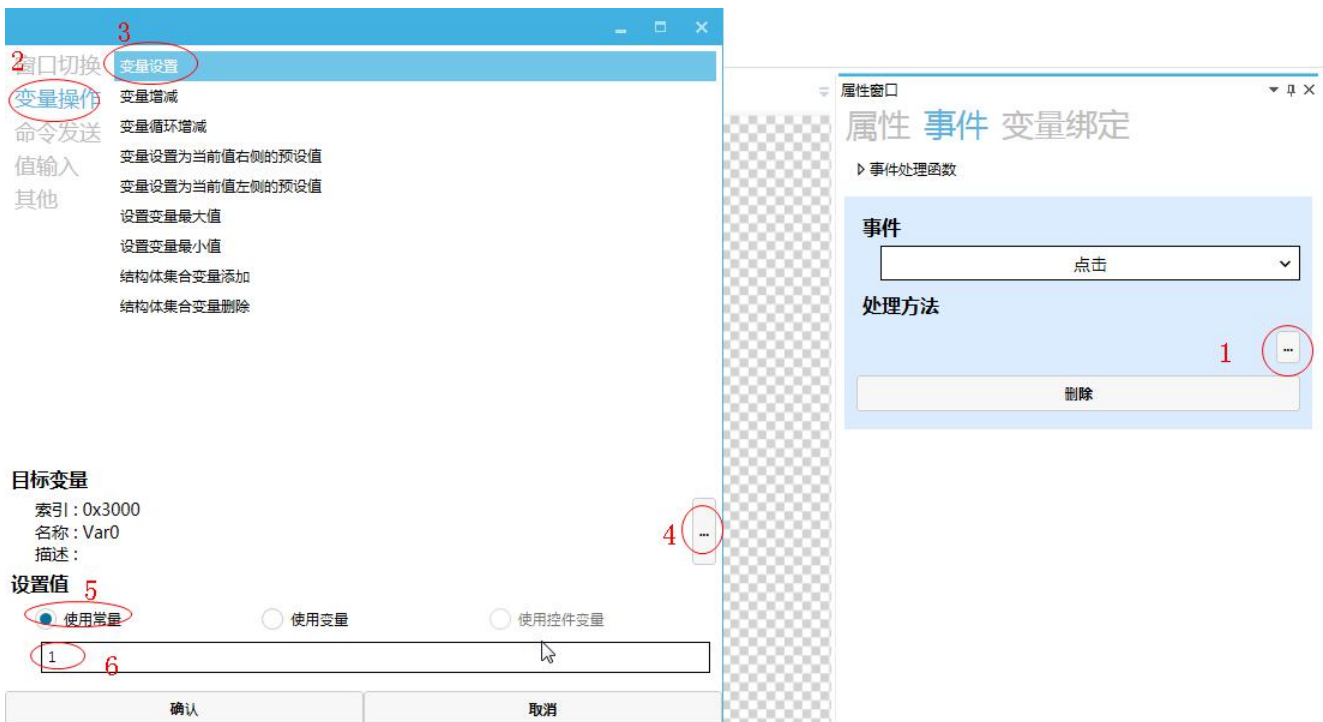 3
2
窗口切换
变量操作
命令发送
值输入
其他
变量设置
变量增减
变量循环增减
变量设置为当前值右侧的预设值
变量设置为当前值左侧的预设值
设置变量最大值
设置变量最小值
结构体集合变量添加
结构体集合变量删除
目标变量
索引 : 0x3000
名称 : Var0
描述 :
4
...
设置值
5
使用常量
使用变量
使用控件变量
1
6
确认
取消
属性窗口
属性 事件 变量绑定
事件处理函数
事件
点击
处理方法
1
...
删除